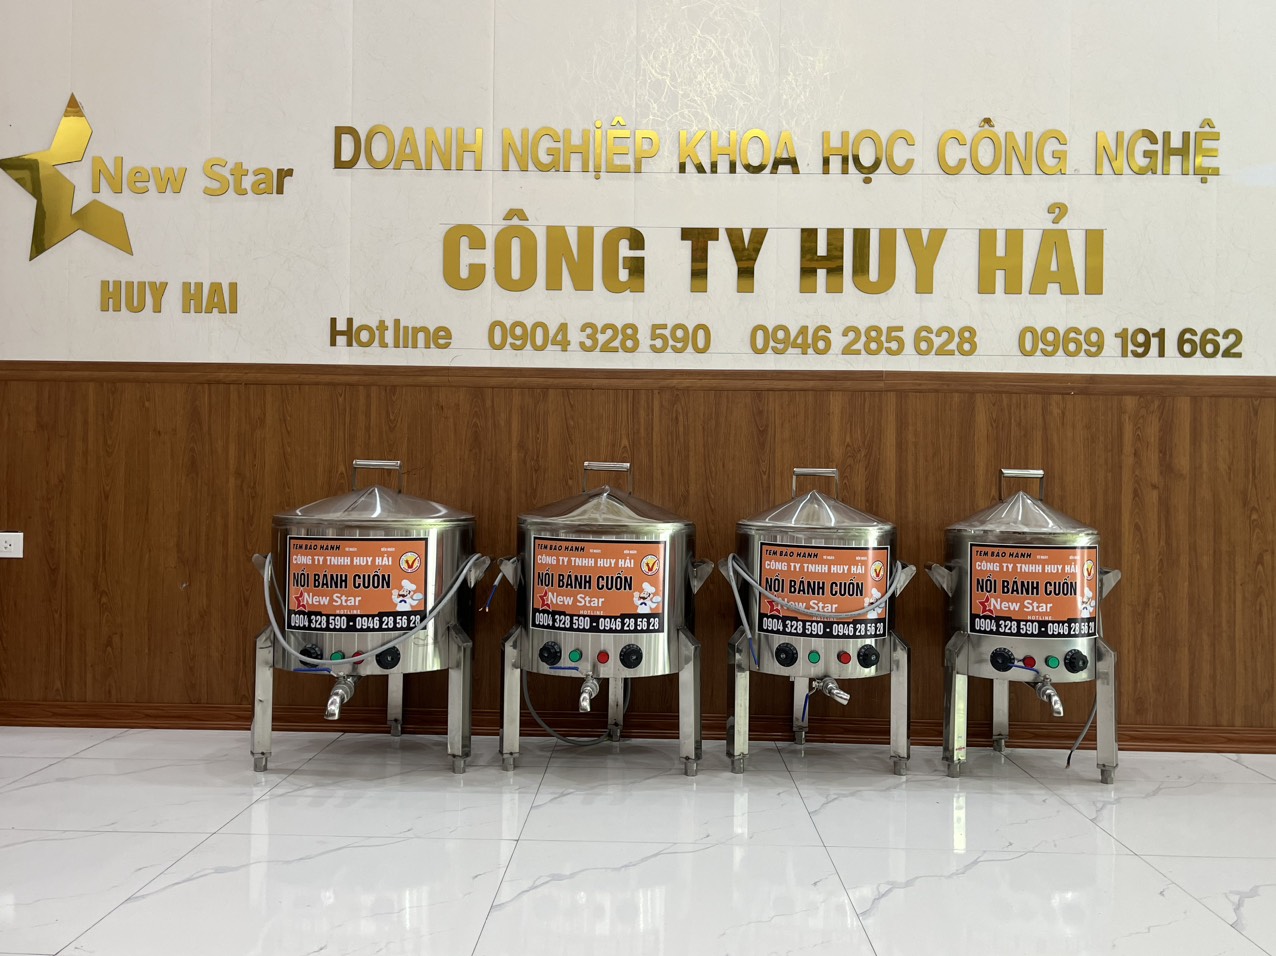 New Star
HUY HAI
DOANH NGHIỆP KHOA HỌC CÔNG NGHỆ
CÔNG TY HUY HẢI
Hotline 0904 328 590 0946 285 628 0969 191 662
TEM BẢO HÀNH
CÔNG TY TNHH HUY HẢI
NỒI BÁNH CUỐN
New Star
HOTLINE
0904 328 590 - 0946 28 56 28
TEM BẢO HÀNH
CÔNG TY TNHH HUY HẢI
NỒI BÁNH CUỐN
New Star
HOTLINE
0904 328 590 - 0946 28 56 28
TEM BẢO HÀNH
CÔNG TY TNHH HUY HẢI
NỒI BÁNH CUỐN
New Star
0904 328 590 - 0946 28 56 28
TEM BẢO HÀNH
CÔNG TY TNHH HUY HẢI
NỒI BÁNH CUỐN
New Star
HOTLINE
0904 328 590 - 0946 28 56 28